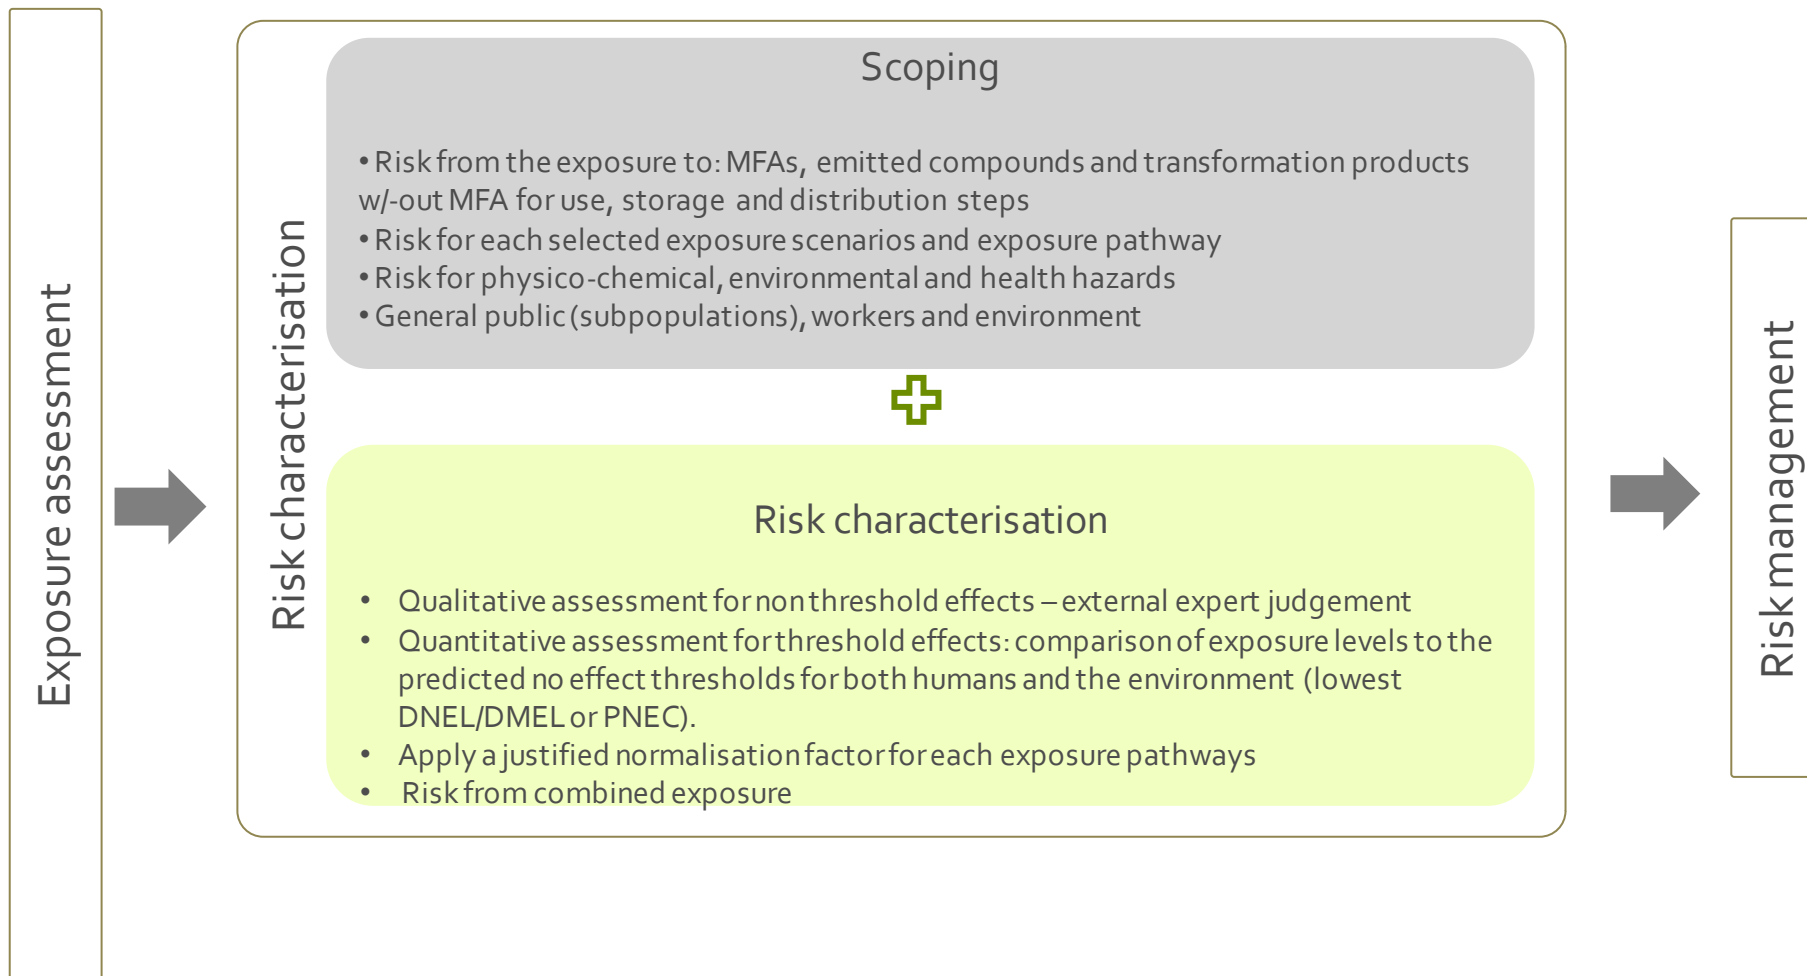 Exposure assessment
Risk characterisation
Scoping
• Risk from the exposure to: MFAs, emitted compounds and transformation products
w/-out MFA for use, storage and distribution steps
• Risk for each selected exposure scenarios and exposure pathway
• Risk for physico-chemical, environmental and health hazards
• General public (subpopulations), workers and environment
Risk characterisation
• Qualitative assessment for non threshold effects – external expert judgement
• Quantitative assessment for threshold effects: comparison of exposure levels to the
predicted no effect thresholds for both humans and the environment (lowest
DNEL/DMEL or PNEC).
• Apply a justified normalisation factor for each exposure pathways
• Risk from combined exposure
Risk management